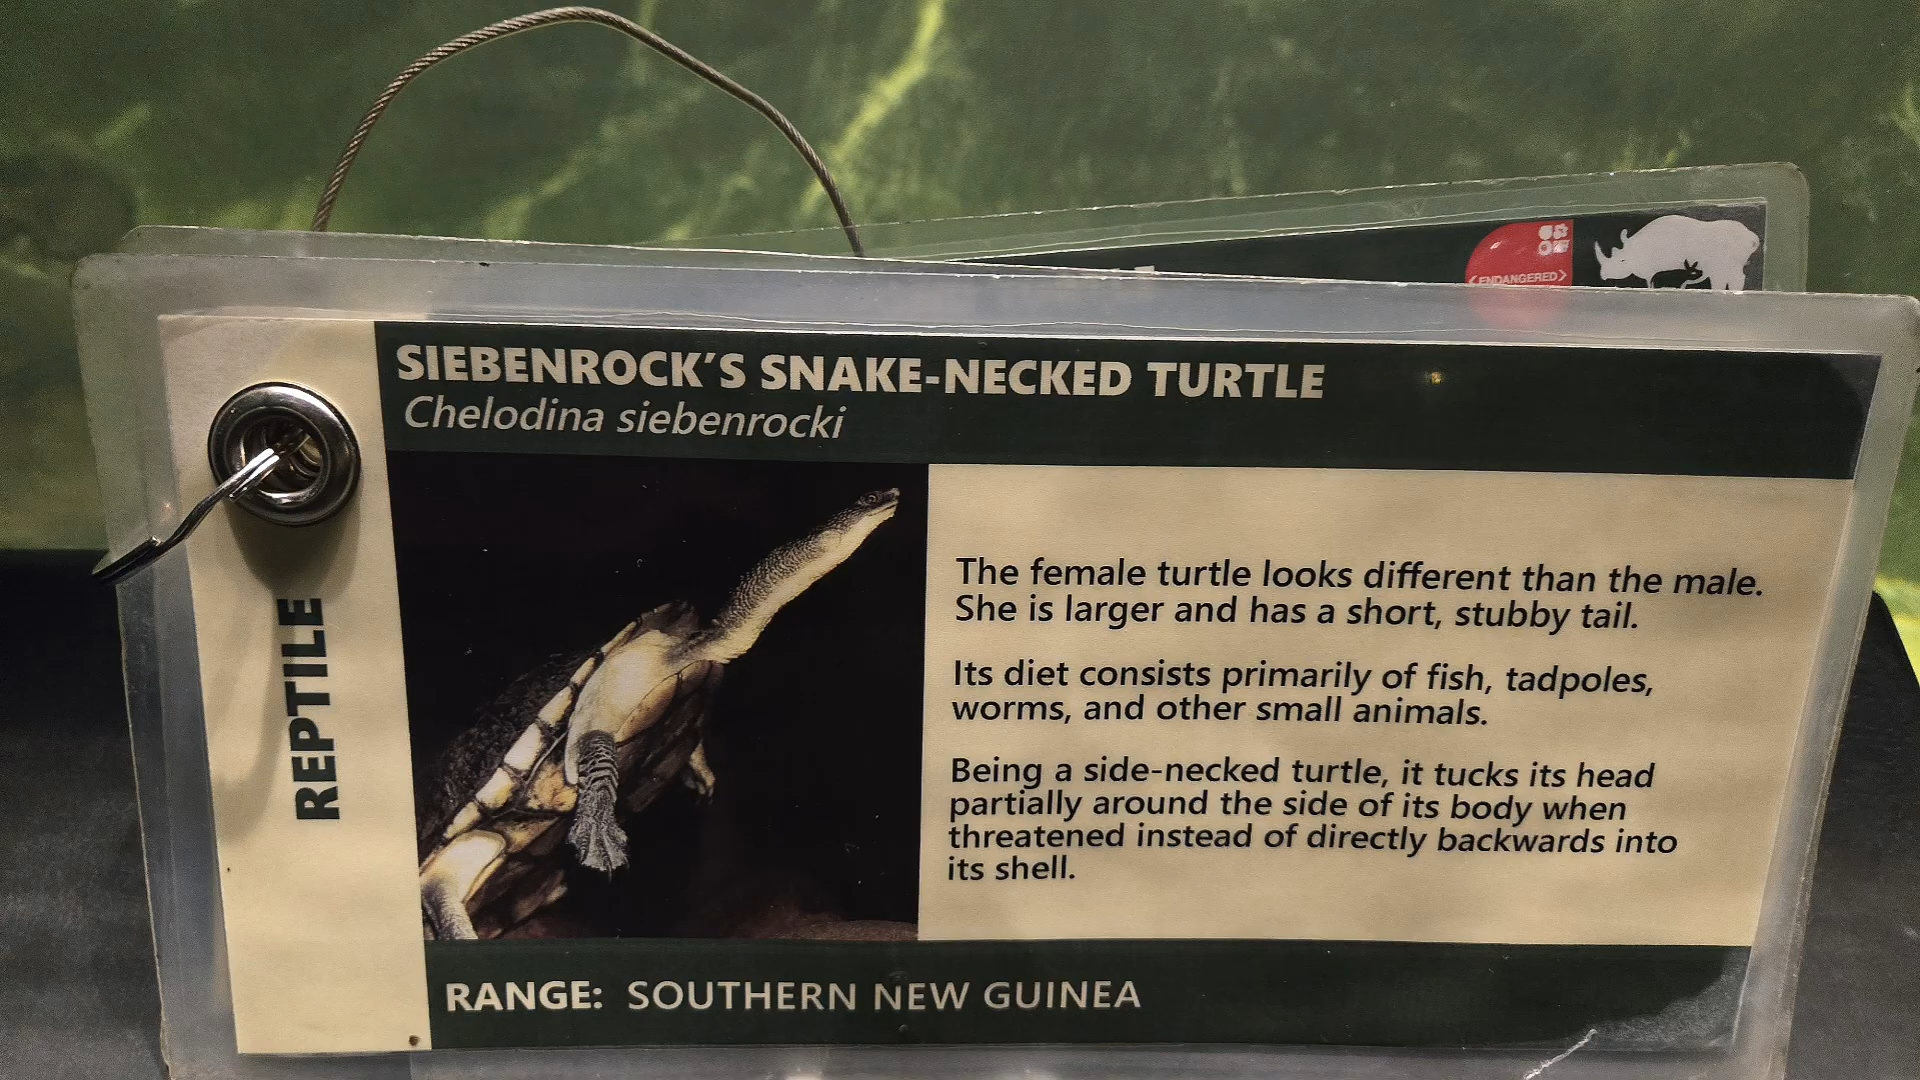 <ENDANGERED>
SIEBENROCK'S SNAKE-NECKED TURTLE
Chelodina siebenrocki
REPTILE
The female turtle looks different than the male.
She is larger and has a short, stubby tail.
Its diet consists primarily of fish, tadpoles,
worms, and other small animals.
Being a side-necked turtle, it tucks its head
partially around the side of its body when
threatened instead of directly backwards into
its shell.
RANGE: SOUTHERN NEW GUINEA